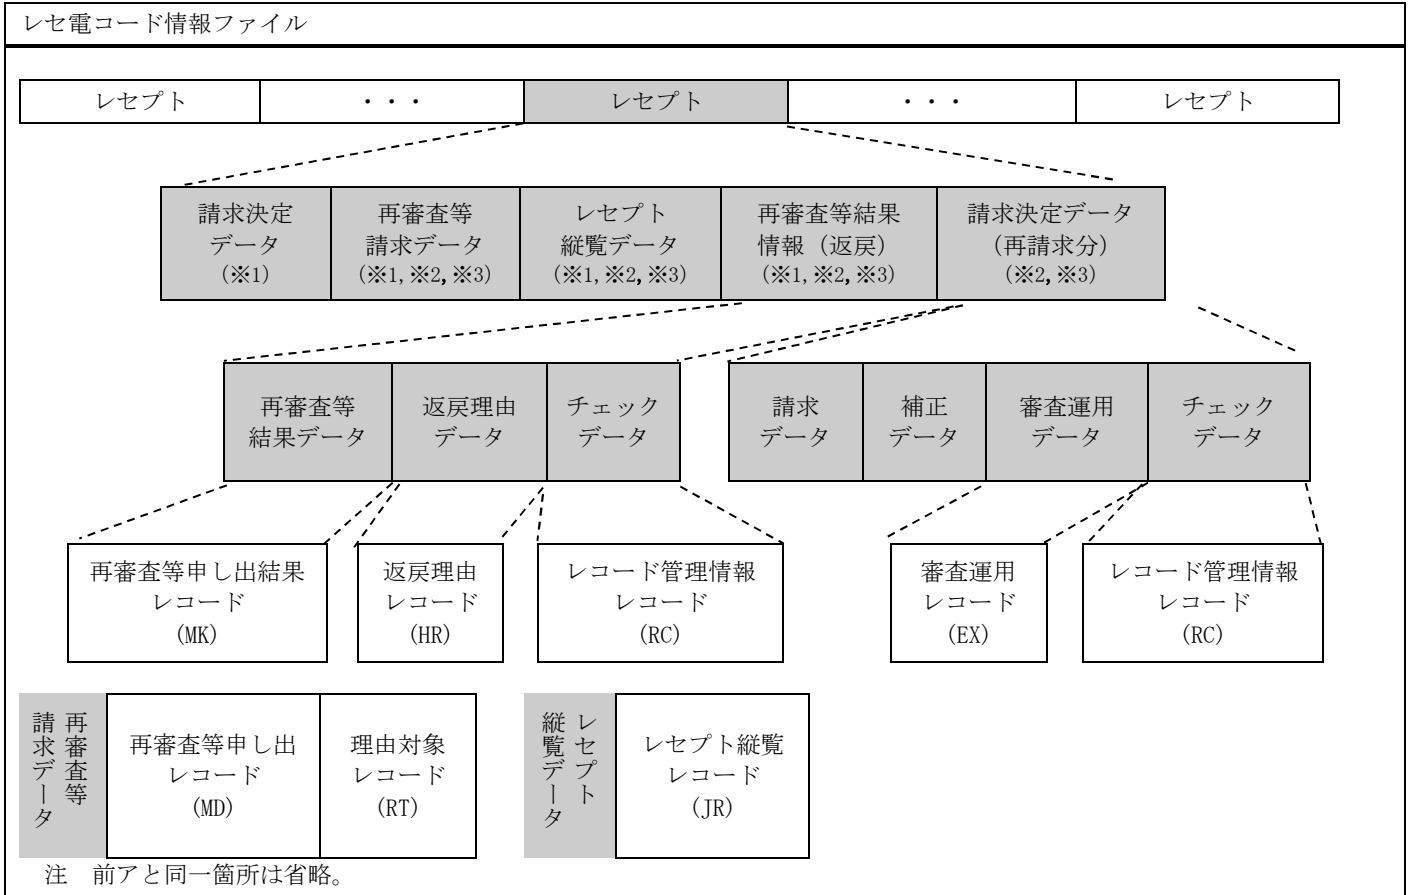 レセ電コード情報ファイル
レセプト
・・・
レセプト
・・・
レセプト
請求決定
データ
(※1)
再審査等
請求データ
(※1,※2,※3)
レセプト
縦覧データ
(※1,※2,※3)
再審査等結果
情報（返戻）
(※1,※2,※3)
請求決定データ
(再請求分)
(※2,※3)
再審査等
結果データ
返戻理由
データ
チェック
データ
請求
データ
補正
データ
審査運用
データ
チェック
データ
再審査等申し出結果
レコード
(MK)
返戻理由
レコード
(HR)
レコード管理情報
レコード
(RC)
審査運用
レコード
(EX)
レコード管理情報
レコード
(RC)
再審査等
請求データ
再審査等申し出
レコード
(MD)
理由対象
レコード
(RT)
レセプト
縦覧データ
レセプト縦覧
レコード
(JR)
注　前アと同一箇所は省略。